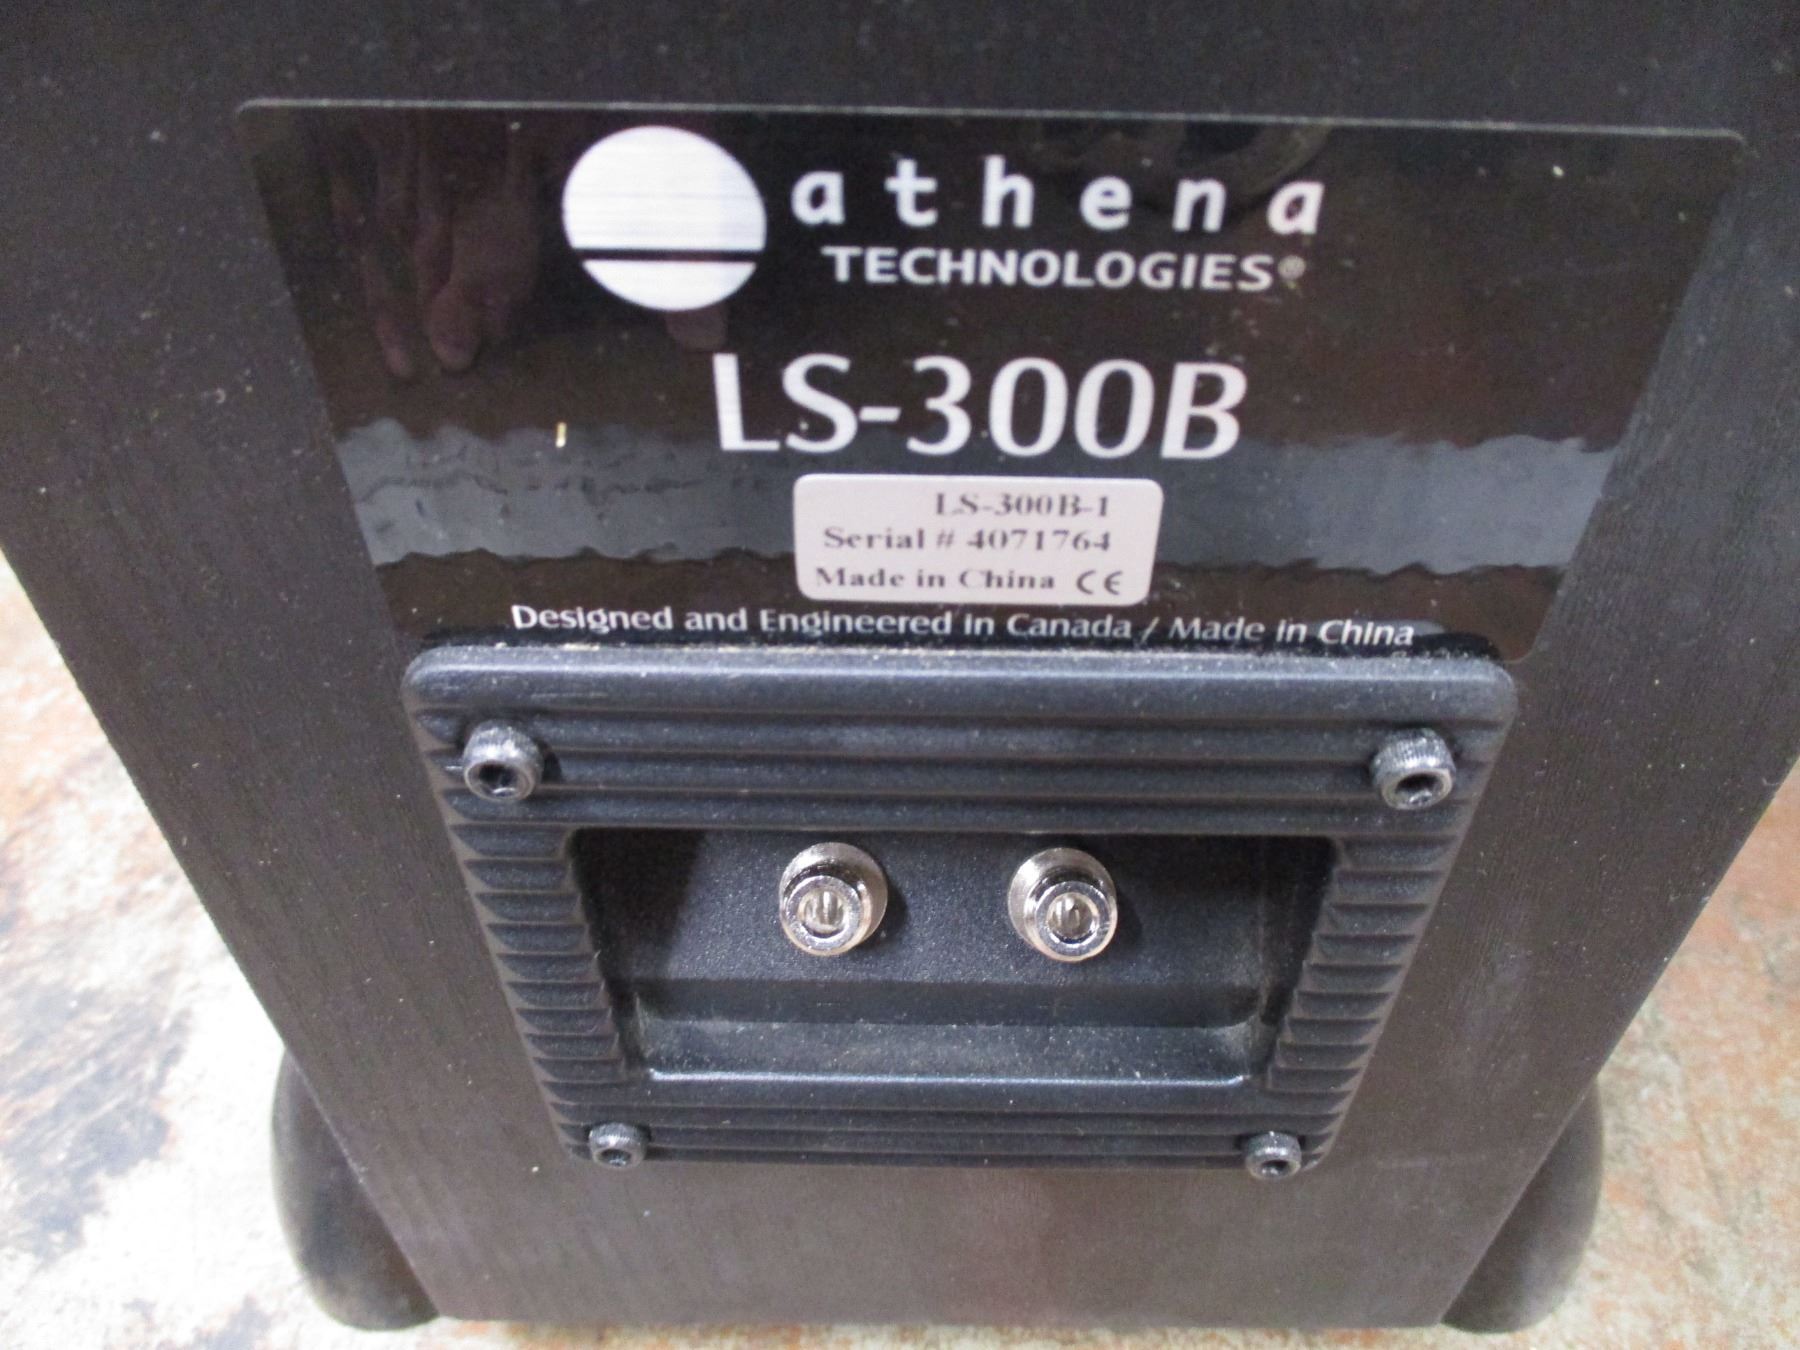 athena
TECHNOLOGIES®
LS-300B
LS-300B-1
Serial # 4071764
Made in China CE
Designed and Engineered in Canada / Made in China